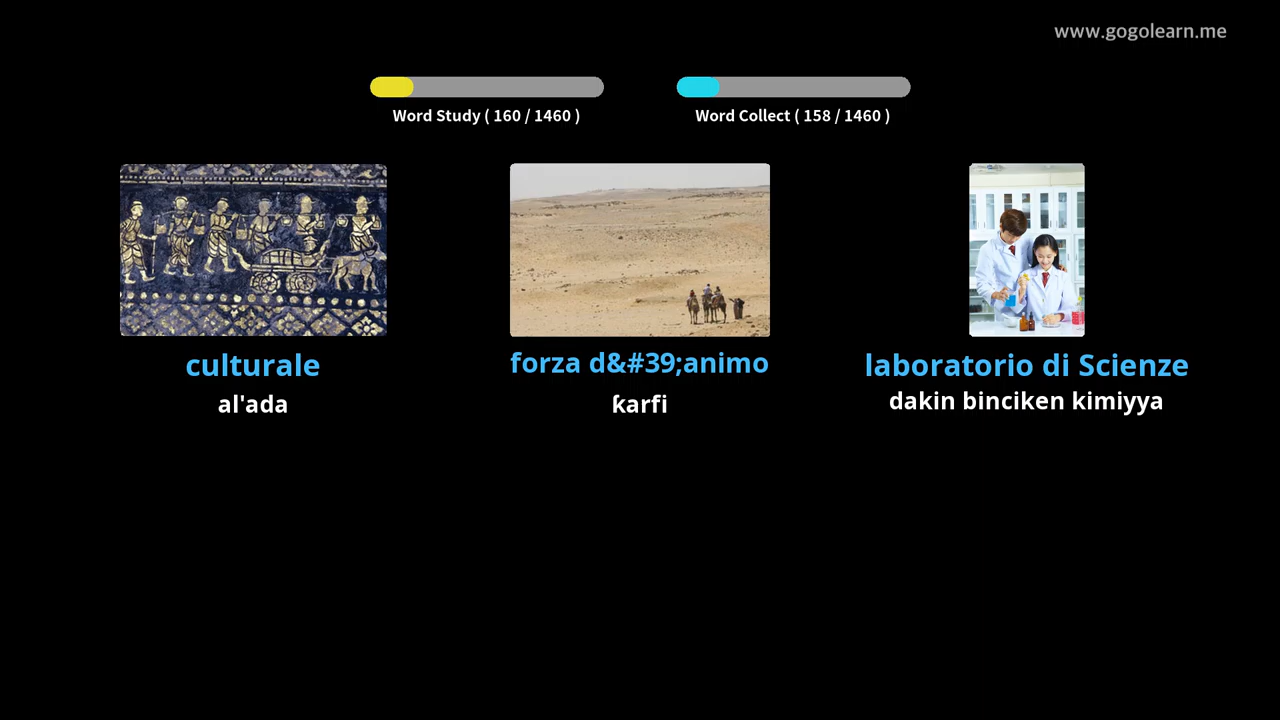 www.gogolearn.me
Word Study ( 160 / 1460 )
Word Collect ( 158 / 1460 )
culturale
forza d&#39;animo
laboratorio di Scienze
al'ada
ƙarfi
dakin binciken kimiyya